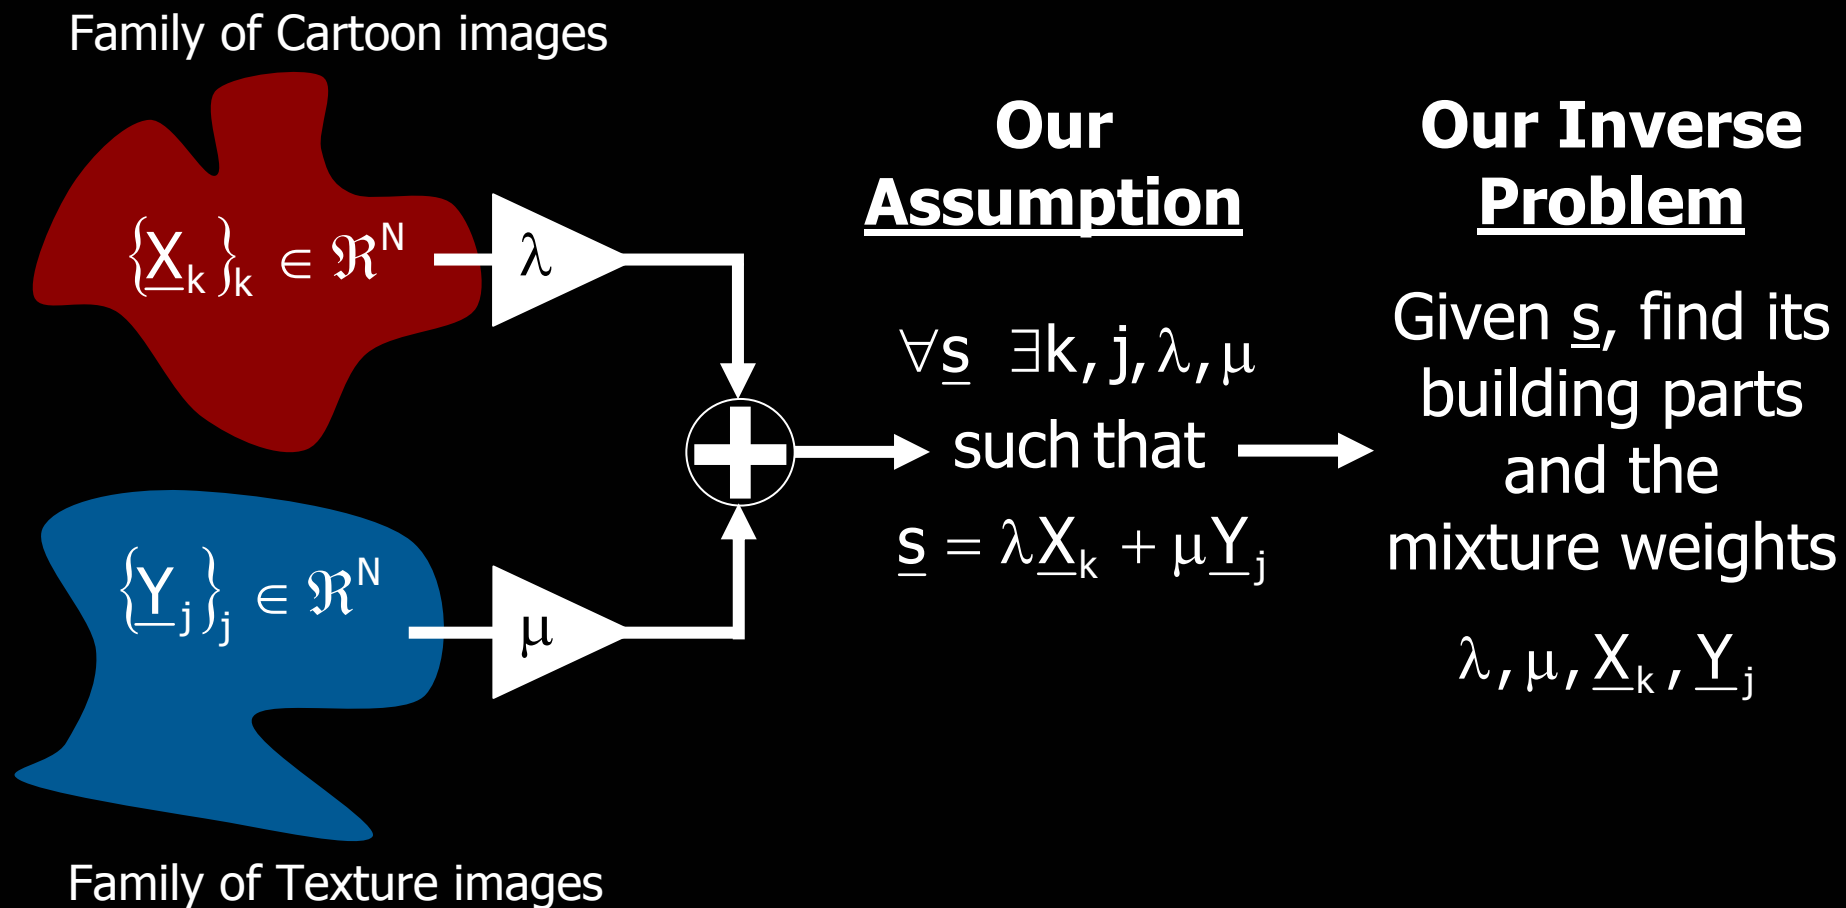 Family of Cartoon images
{X_k}_k ∈ ℜ^N
λ
{Y_j}_j ∈ ℜ^N
μ
Family of Texture images
Our
Assumption
∀s ∃k, j, λ, μ
such that
s = λX_k + μY_j
Our Inverse
Problem
Given s, find its
building parts
and the
mixture weights
λ, μ, X_k, Y_j